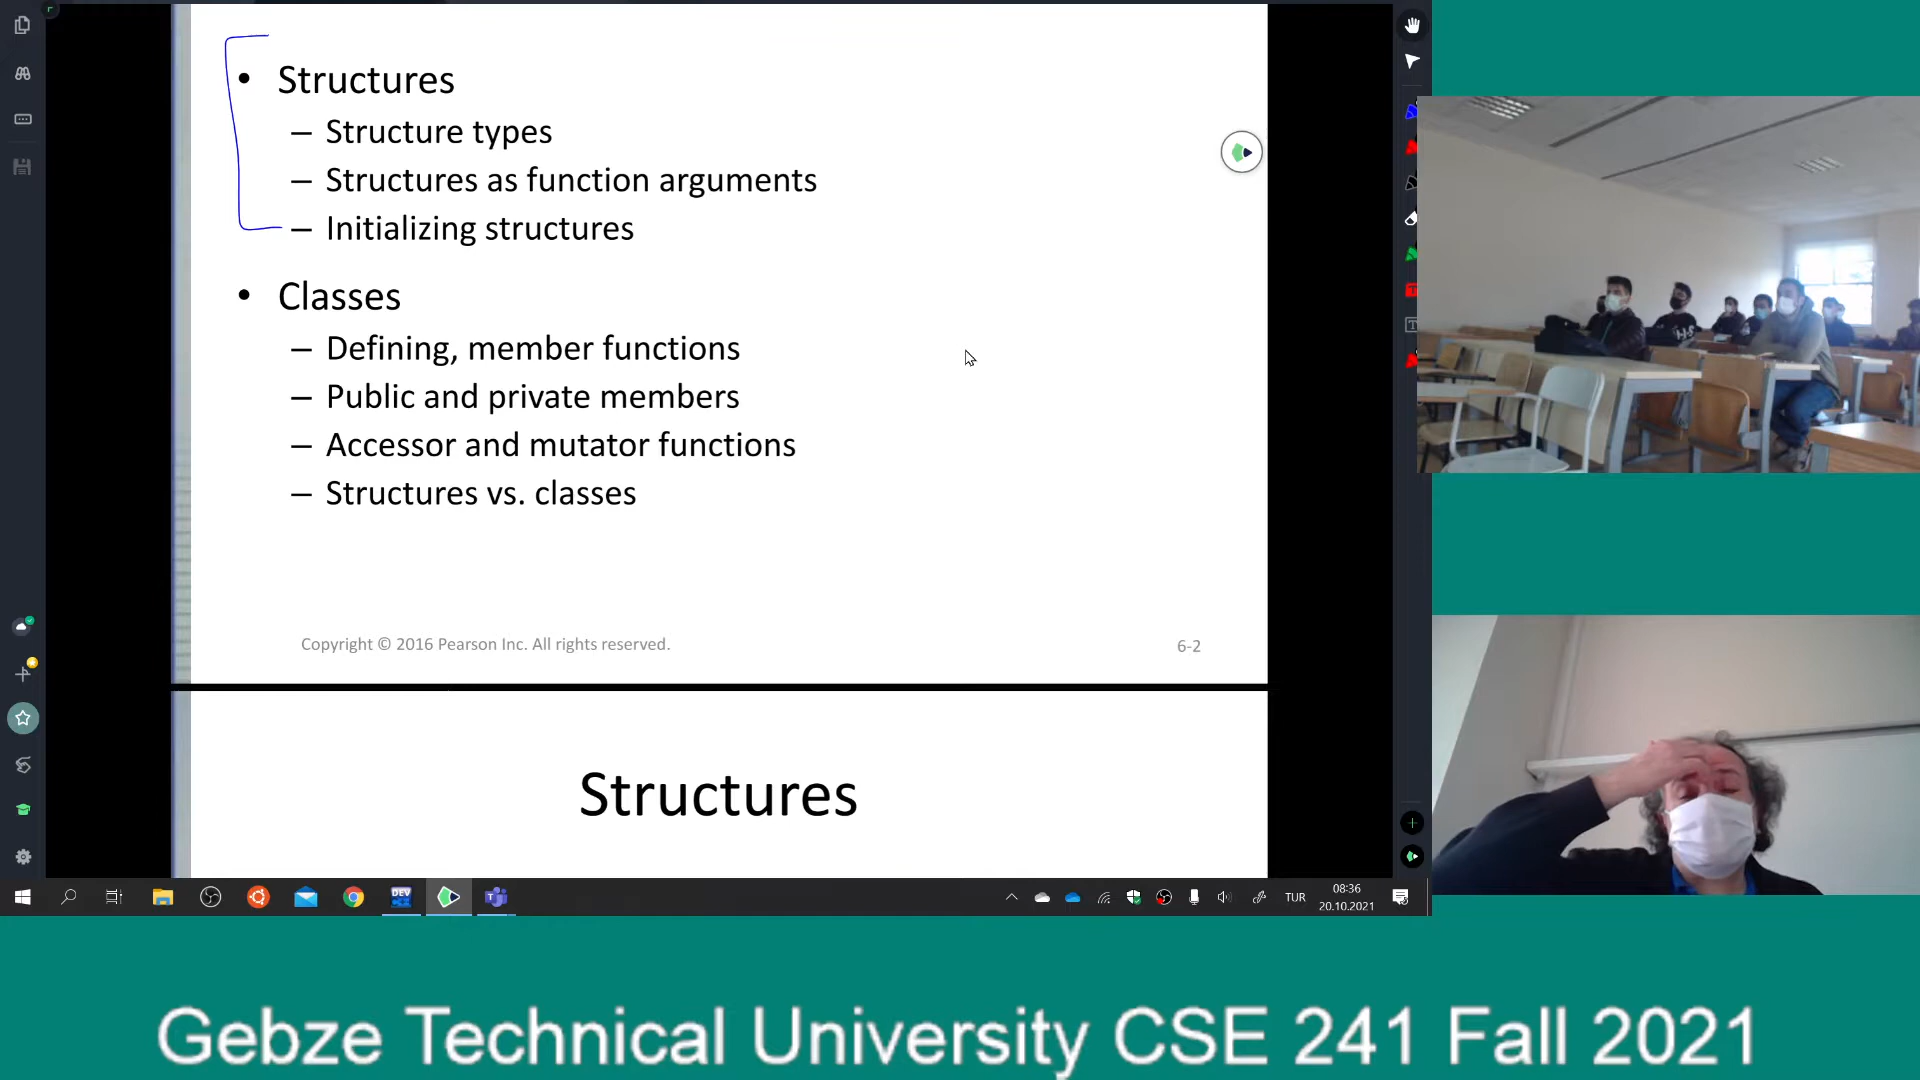 • Structures
– Structure types
– Structures as function arguments
– Initializing structures
• Classes
– Defining, member functions
– Public and private members
– Accessor and mutator functions
– Structures vs. classes
Copyright © 2016 Pearson Inc. All rights reserved.
6-2
Structures
DEV
TUR
08:36
20.10.2021
Gebze Technical University CSE 241 Fall 2021